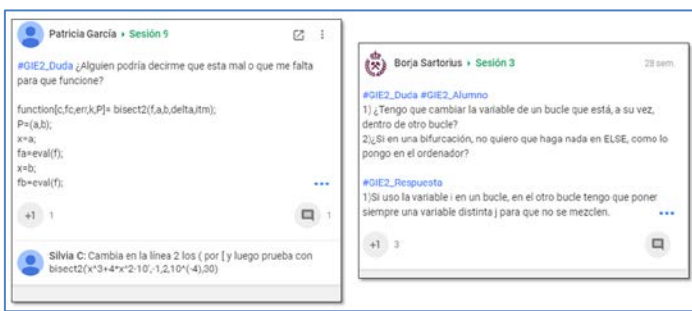 Patricia García ▸ Sesión 9
#GIE2_Duda ¿Alguien podría decirme que esta mal o que me falta
para que funcione?
function[c,fc,err,k,P]= bisect2(f,a,b,delta,itm);
P=(a,b);
x=a;
fa=eval(f);
x=b;
fb=eval(f);
+1 1
1
Silvia C: Cambia en la línea 2 los ( por [ y luego prueba con
bisect2('x^3+4*x^2-10',-1,2,10^(-4),30)
Borja Sartorius ▸ Sesión 3
28 sem.
#GIE2_Duda #GIE2_Alumno
1) ¿Tengo que cambiar la variable de un bucle que está, a su vez,
dentro de otro bucle?
2)¿Si en una bifurcación, no quiero que haga nada en ELSE, como lo
pongo en el ordenador?
#GIE2_Respuesta
1)Si uso la variable i en un bucle, en el otro bucle tengo que poner
siempre una variable distinta j para que no se mezclen.
+1 3